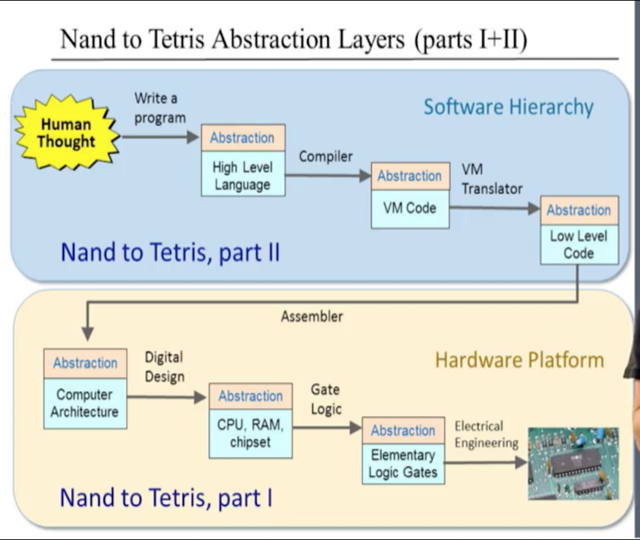 Nand to Tetris Abstraction Layers (parts I+II)
Software Hierarchy
Human
Thought
Write a
program
Abstraction
High Level
Language
Compiler
Abstraction
VM Code
VM
Translator
Abstraction
Low Level
Code
Nand to Tetris, part II
Assembler
Hardware Platform
Abstraction
Computer
Architecture
Digital
Design
Abstraction
CPU, RAM,
chipset
Gate
Logic
Abstraction
Elementary
Logic Gates
Electrical
Engineering
Nand to Tetris, part I